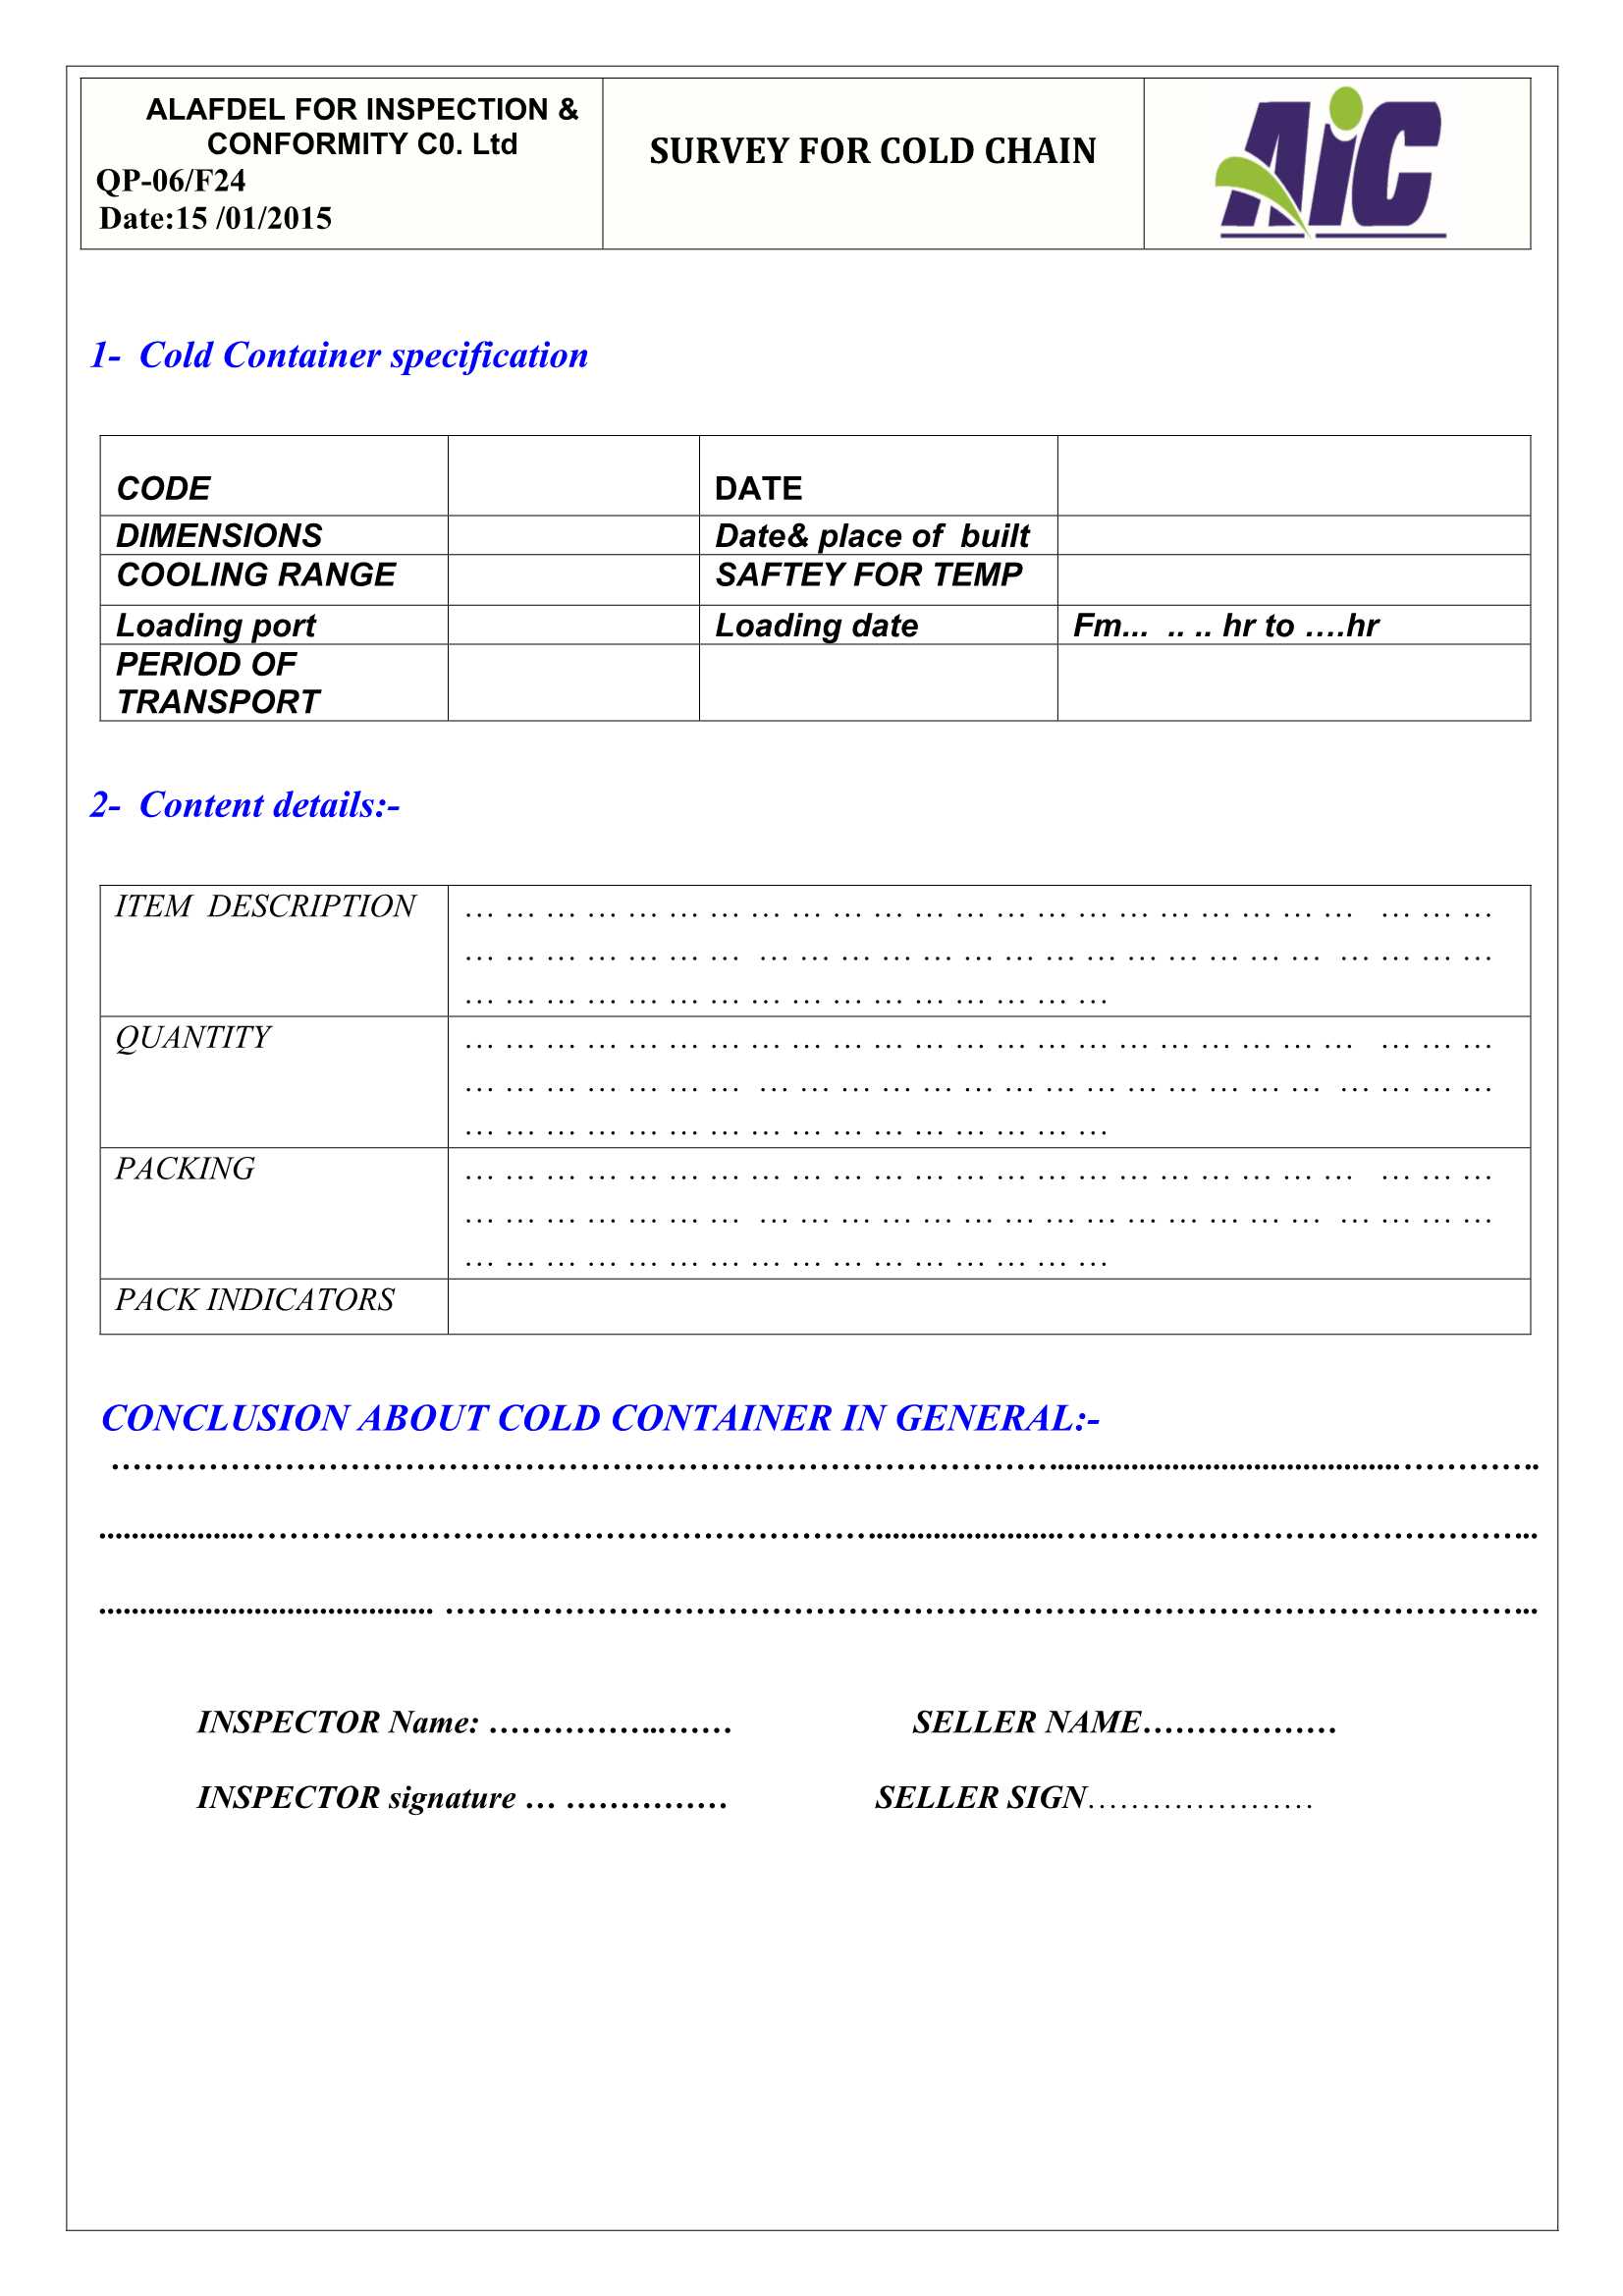 ALAFDEL FOR INSPECTION &
CONFORMITY C0. Ltd
QP-06/F24
Date:15 /01/2015
SURVEY FOR COLD CHAIN
AiC
1- Cold Container specification
CODE DATE
DIMENSIONS Date& place of built
COOLING RANGE SAFTEY FOR TEMP
Loading port Loading date Fm... .. .. hr to ….hr
PERIOD OF
TRANSPORT
2- Content details:-
ITEM DESCRIPTION … … … … … … … … … … … … … … … … … … … … … … … … …
… … … … … … … … … … … … … … … … … … … … … … … … …
… … … … … … … … … … … … … … … …
QUANTITY … … … … … … … … … … … … … … … … … … … … … … … … …
… … … … … … … … … … … … … … … … … … … … … … … … …
… … … … … … … … … … … … … … … …
PACKING … … … … … … … … … … … … … … … … … … … … … … … … …
… … … … … … … … … … … … … … … … … … … … … … … … …
… … … … … … … … … … … … … … … …
PACK INDICATORS
CONCLUSION ABOUT COLD CONTAINER IN GENERAL:-
……………………………………………………………………………..........................................…………..
...................…………………………………………………….......................……………………………………...
......................................... ………………………………………………………………………………………...
INSPECTOR Name: ……………..…… SELLER NAME………………
INSPECTOR signature … …………… SELLER SIGN…………………